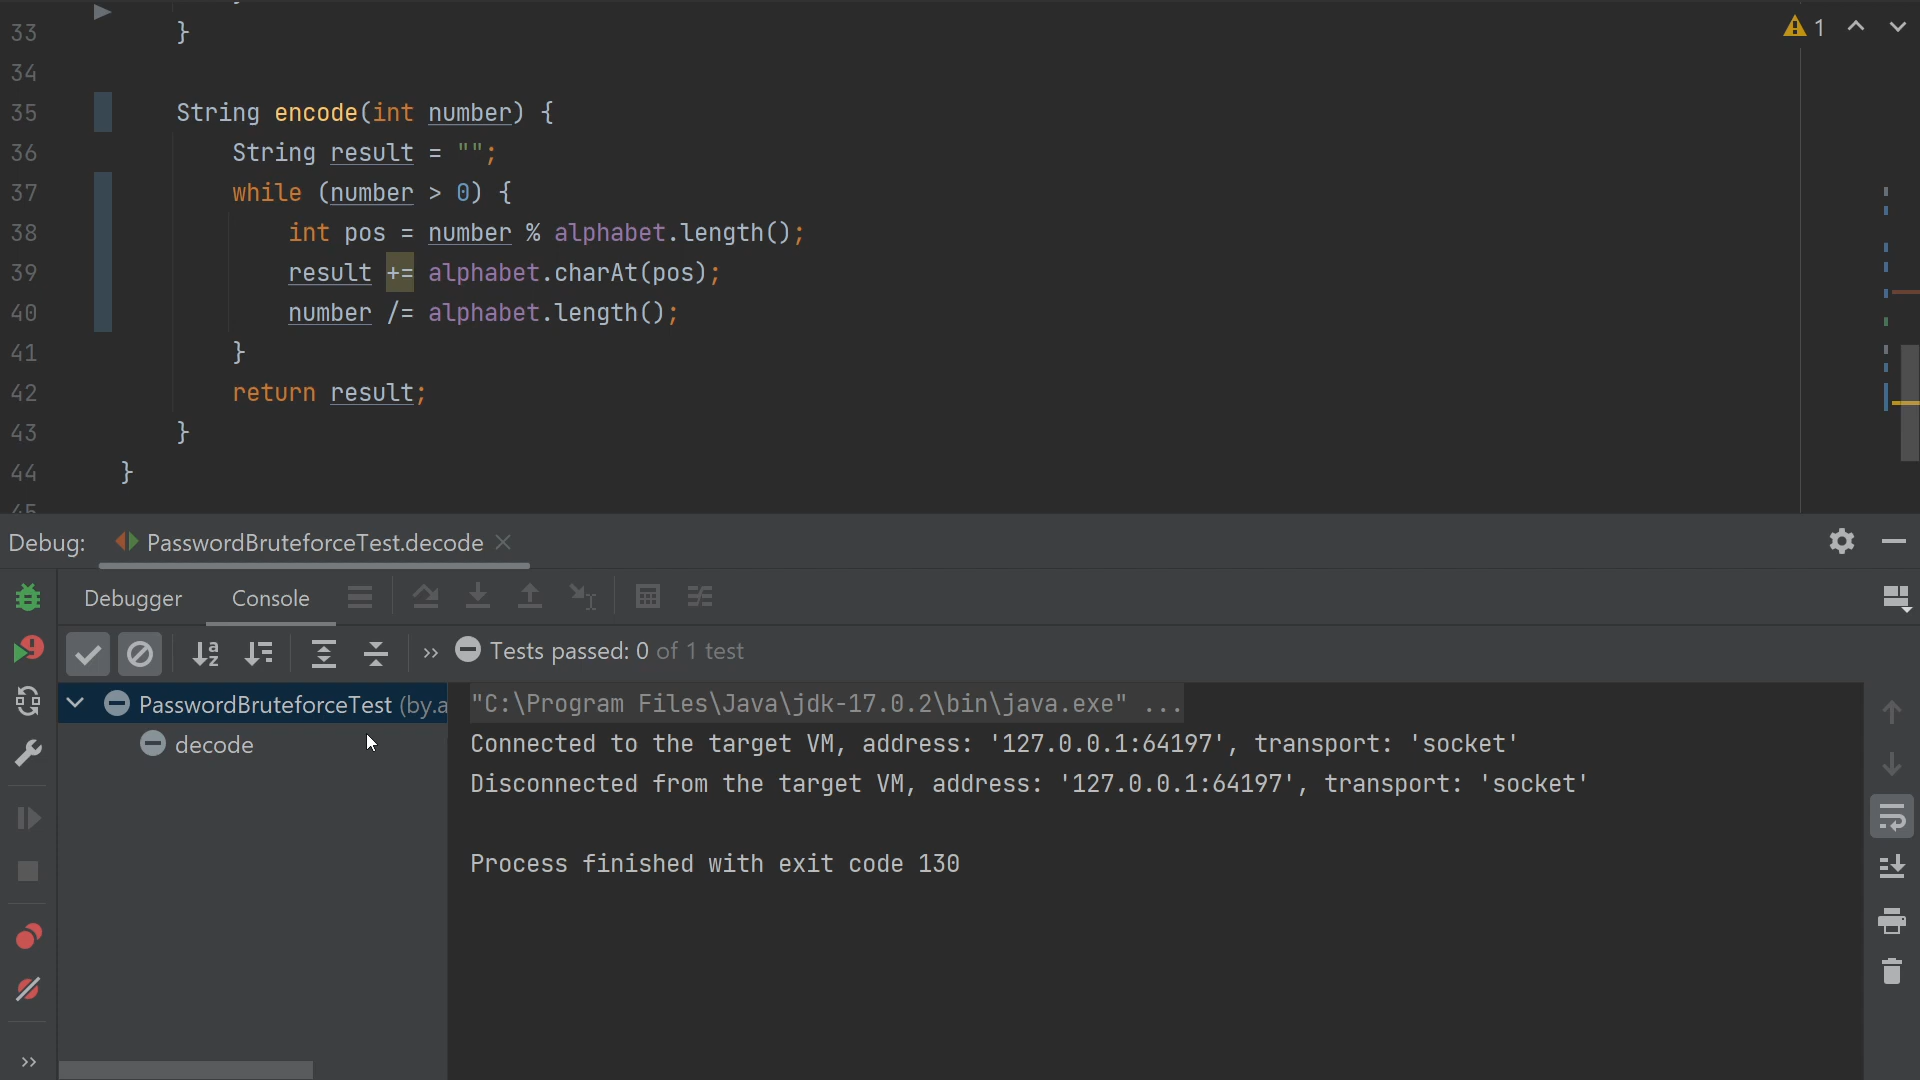 33 }
34
35 String encode(int number) {
36 String result = "";
37 while (number > 0) {
38 int pos = number % alphabet.length();
39 result += alphabet.charAt(pos);
40 number /= alphabet.length();
41 }
42 return result;
43 }
44 }
45
1
Debug: PasswordBruteforceTest.decode
Debugger Console
Tests passed: 0 of 1 test
PasswordBruteforceTest (by.a
decode
"C:\Program Files\Java\jdk-17.0.2\bin\java.exe" ...
Connected to the target VM, address: '127.0.0.1:64197', transport: 'socket'
Disconnected from the target VM, address: '127.0.0.1:64197', transport: 'socket'
Process finished with exit code 130